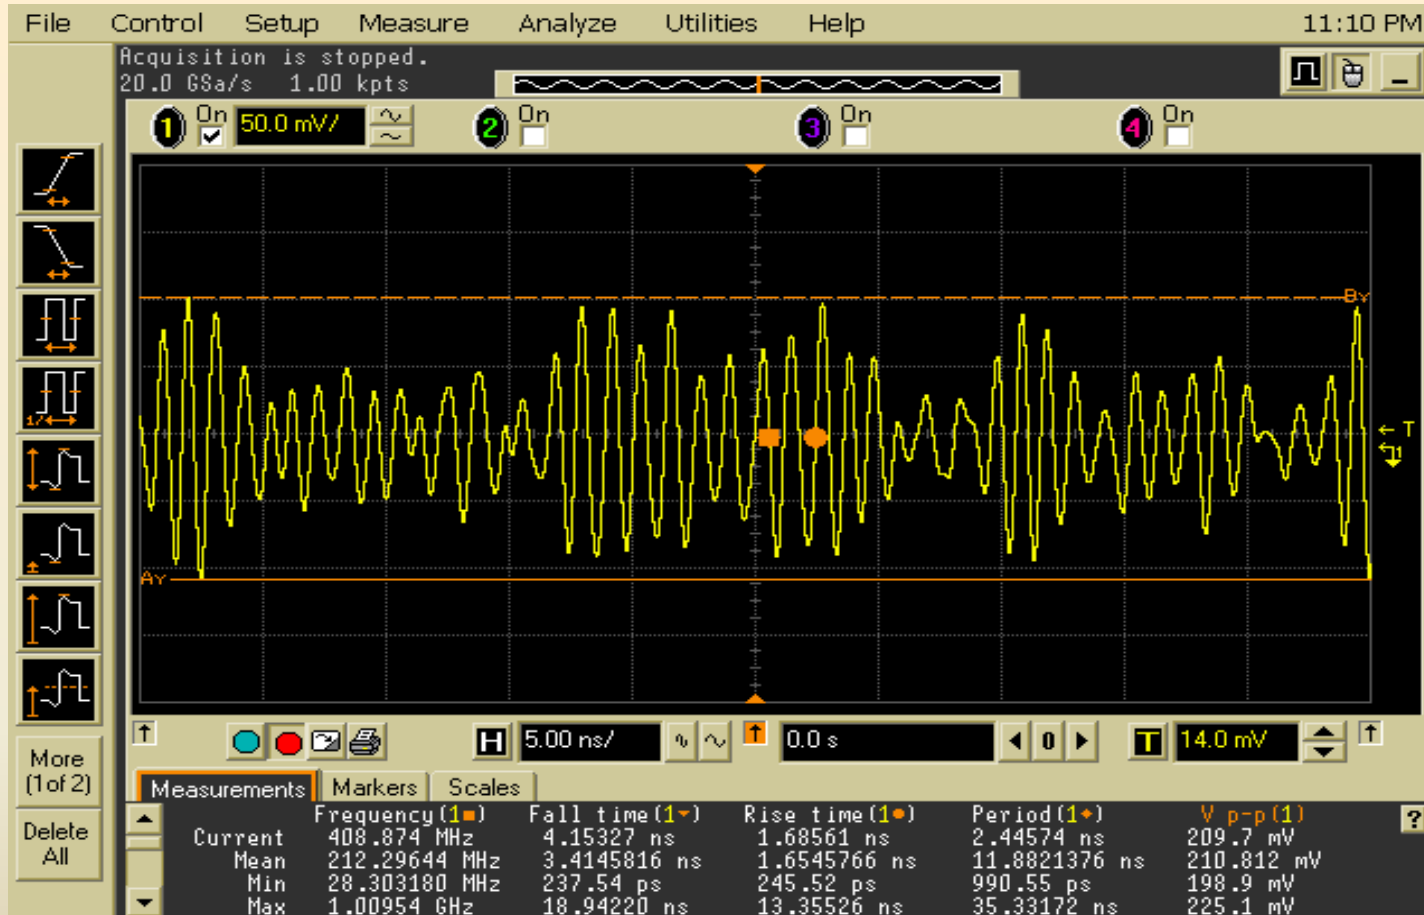 File Control Setup Measure Analyze Utilities Help 11:10 PM
Acquisition is stopped.
20.0 GSa/s 1.00 kpts
1 On 50.0 mV/ 2 On 3 On 4 On
By
T
1
Ay
1/
H 5.00 ns/ 0.0 s 0 T 14.0 mV
More
(1of 2)
Delete
All
Measurements Markers Scales
Frequency(1■) Fall time(1▾) Rise time(1●) Period(1◆) V p-p(1) ?
Current 408.874 MHz 4.15327 ns 1.68561 ns 2.44574 ns 209.7 mV
Mean 212.29644 MHz 3.4145816 ns 1.6545766 ns 11.8821376 ns 210.812 mV
Min 28.303180 MHz 237.54 ps 245.52 ps 990.55 ps 198.9 mV
Max 1.00954 GHz 18.94220 ns 13.35526 ns 35.33172 ns 225.1 mV